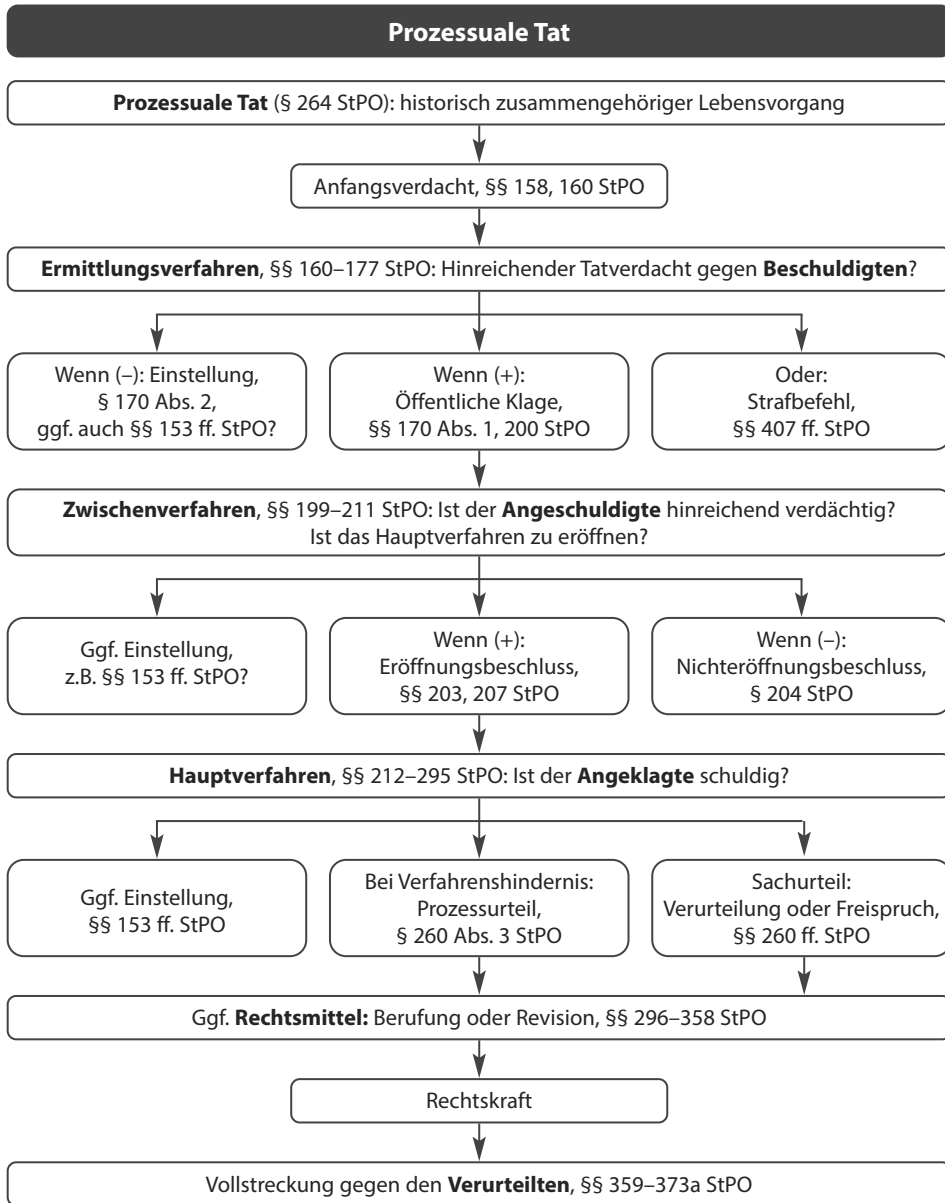 Prozessuale Tat
Prozessuale Tat (§ 264 StPO): historisch zusammengehöriger Lebensvorgang
Anfangsverdacht, §§ 158, 160 StPO
Ermittlungsverfahren, §§ 160–177 StPO: Hinreichender Tatverdacht gegen Beschuldigten?
Wenn (–): Einstellung,
§ 170 Abs. 2,
ggf. auch §§ 153 ff. StPO?
Wenn (+):
Öffentliche Klage,
§§ 170 Abs. 1, 200 StPO
Oder:
Strafbefehl,
§§ 407 ff. StPO
Zwischenverfahren, §§ 199–211 StPO: Ist der Angeschuldigte hinreichend verdächtig?
Ist das Hauptverfahren zu eröffnen?
Ggf. Einstellung,
z.B. §§ 153 ff. StPO?
Wenn (+):
Eröffnungsbeschluss,
§§ 203, 207 StPO
Wenn (–):
Nichteröffnungsbeschluss,
§ 204 StPO
Hauptverfahren, §§ 212–295 StPO: Ist der Angeklagte schuldig?
Ggf. Einstellung,
§§ 153 ff. StPO
Bei Verfahrenshindernis:
Prozessurteil,
§ 260 Abs. 3 StPO
Sachurteil:
Verurteilung oder Freispruch,
§§ 260 ff. StPO
Ggf. Rechtsmittel: Berufung oder Revision, §§ 296–358 StPO
Rechtskraft
Vollstreckung gegen den Verurteilten, §§ 359–373a StPO